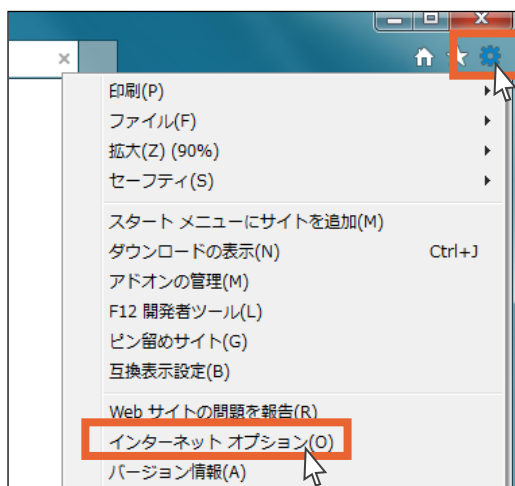 印刷(P)
ファイル(F)
拡大(Z) (90%)
セーフティ(S)
スタート メニューにサイトを追加(M)
ダウンロードの表示(N) Ctrl+J
アドオンの管理(M)
F12 開発者ツール(L)
ピン留めサイト(G)
互換表示設定(B)
Web サイトの問題を報告(R)
インターネット オプション(O)
バージョン情報(A)